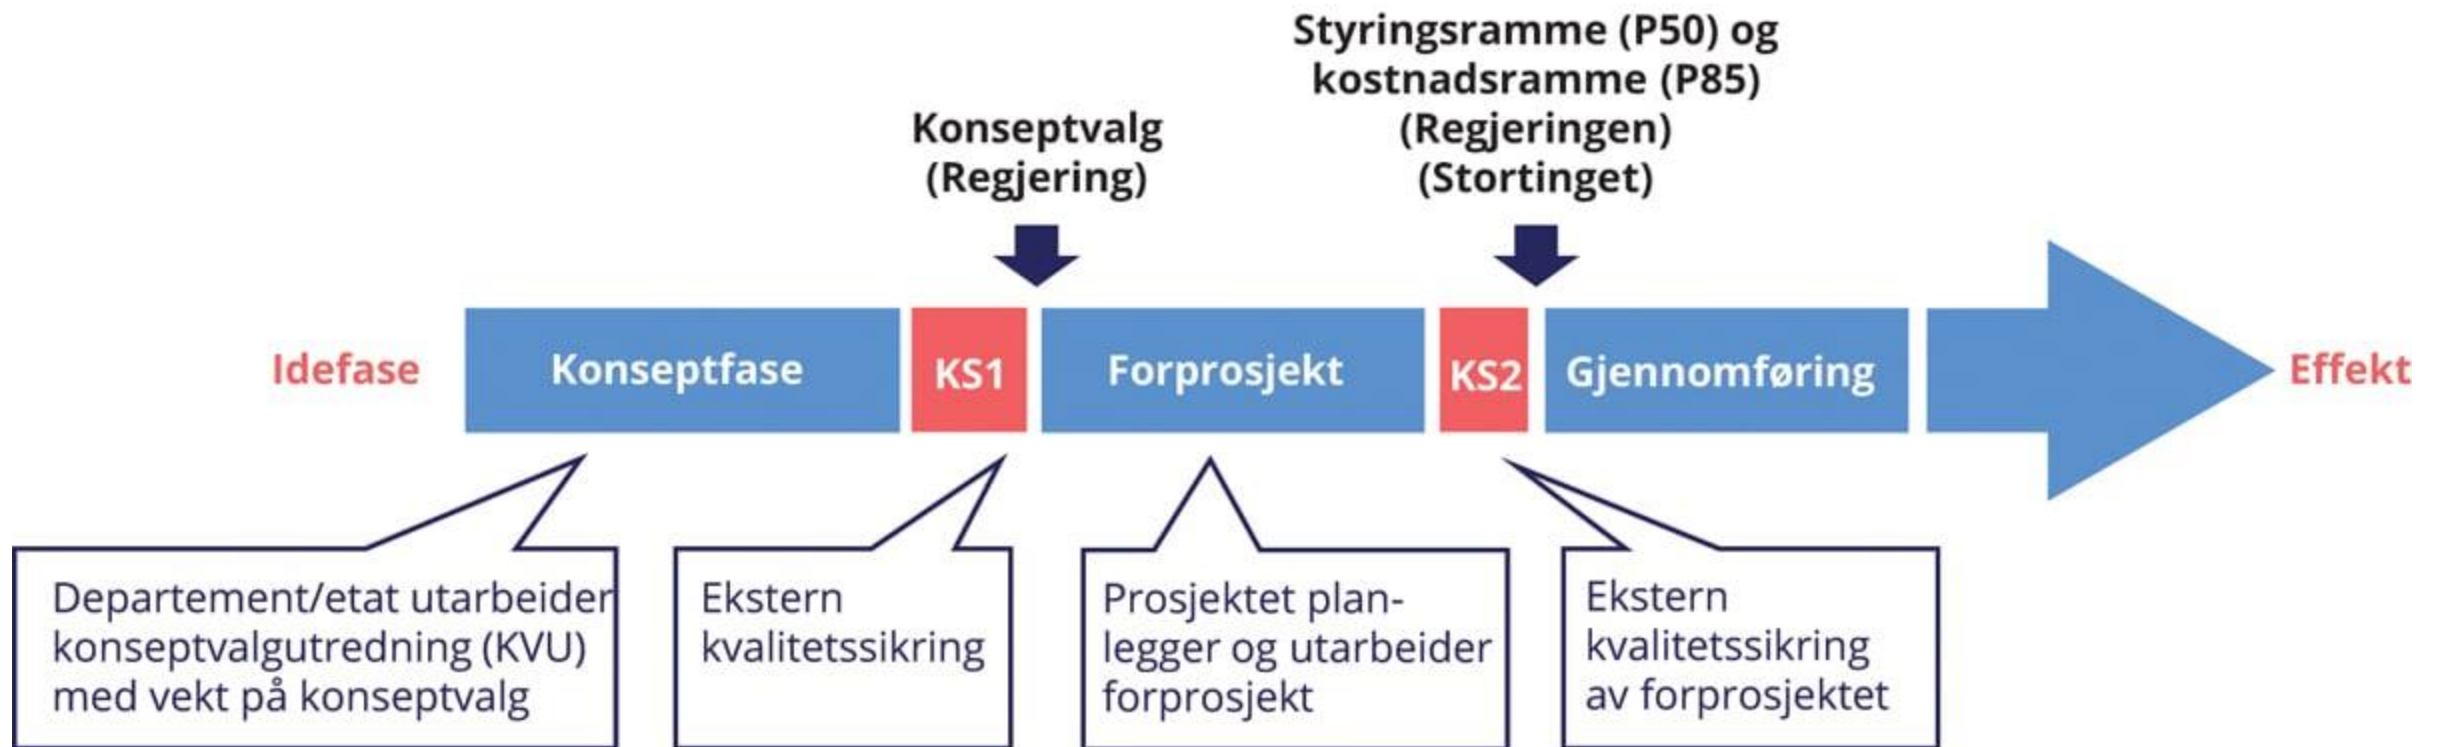 Styringsramme (P50) og
kostnadsramme (P85)
(Regjeringen)
(Stortinget)
Konseptvalg
(Regjering)
Idefase
Konseptfase
KS1
Forprosjekt
KS2
Gjennomføring
Effekt
Departement/etat utarbeider
konseptvalgutredning (KVU)
med vekt på konseptvalg
Ekstern
kvalitetssikring
Prosjektet plan-
legger og utarbeider
forprosjekt
Ekstern
kvalitetssikring
av forprosjektet